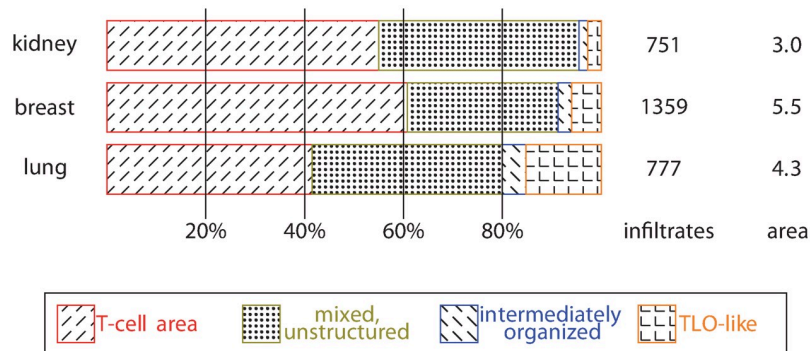 kidney 751 3.0
breast 1359 5.5
lung 777 4.3
20% 40% 60% 80% infiltrates area
T-cell area
mixed,
unstructured
intermediately
organized
TLO-like